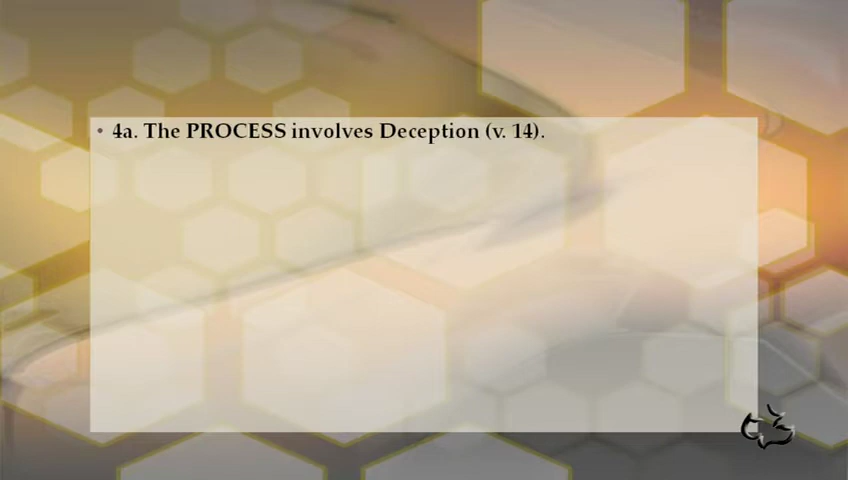 • 4a. The PROCESS involves Deception (v. 14).